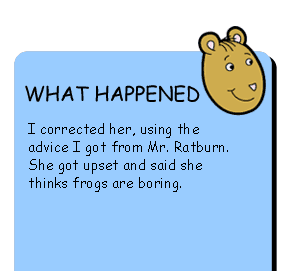 WHAT HAPPENED
I corrected her, using the
advice I got from Mr. Ratburn.
She got upset and said she
thinks frogs are boring.